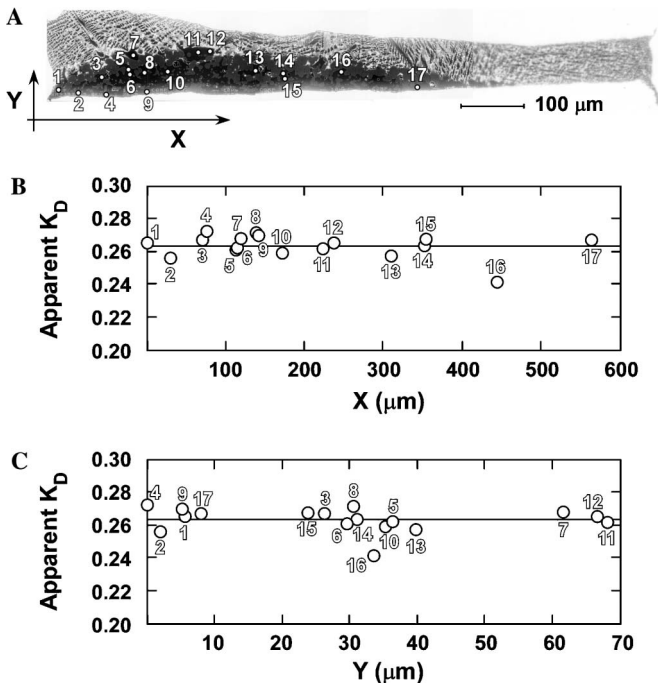 A
1 2 3 4 5 6 7 8 9 10 11 12 13 14 15 16 17
Y
X
100 μm
B
Apparent K_D
0.30
0.28
0.26
0.24
0.22
0.20
1 2 3 4 5 6 7 8 9 10 11 12 13 14 15 16 17
0 100 200 300 400 500 600
X (μm)
C
Apparent K_D
0.30
0.28
0.26
0.24
0.22
0.20
4 2 9 1 17 15 3 6 8 14 16 10 5 13 7 12 11
0 10 20 30 40 50 60 70
Y (μm)